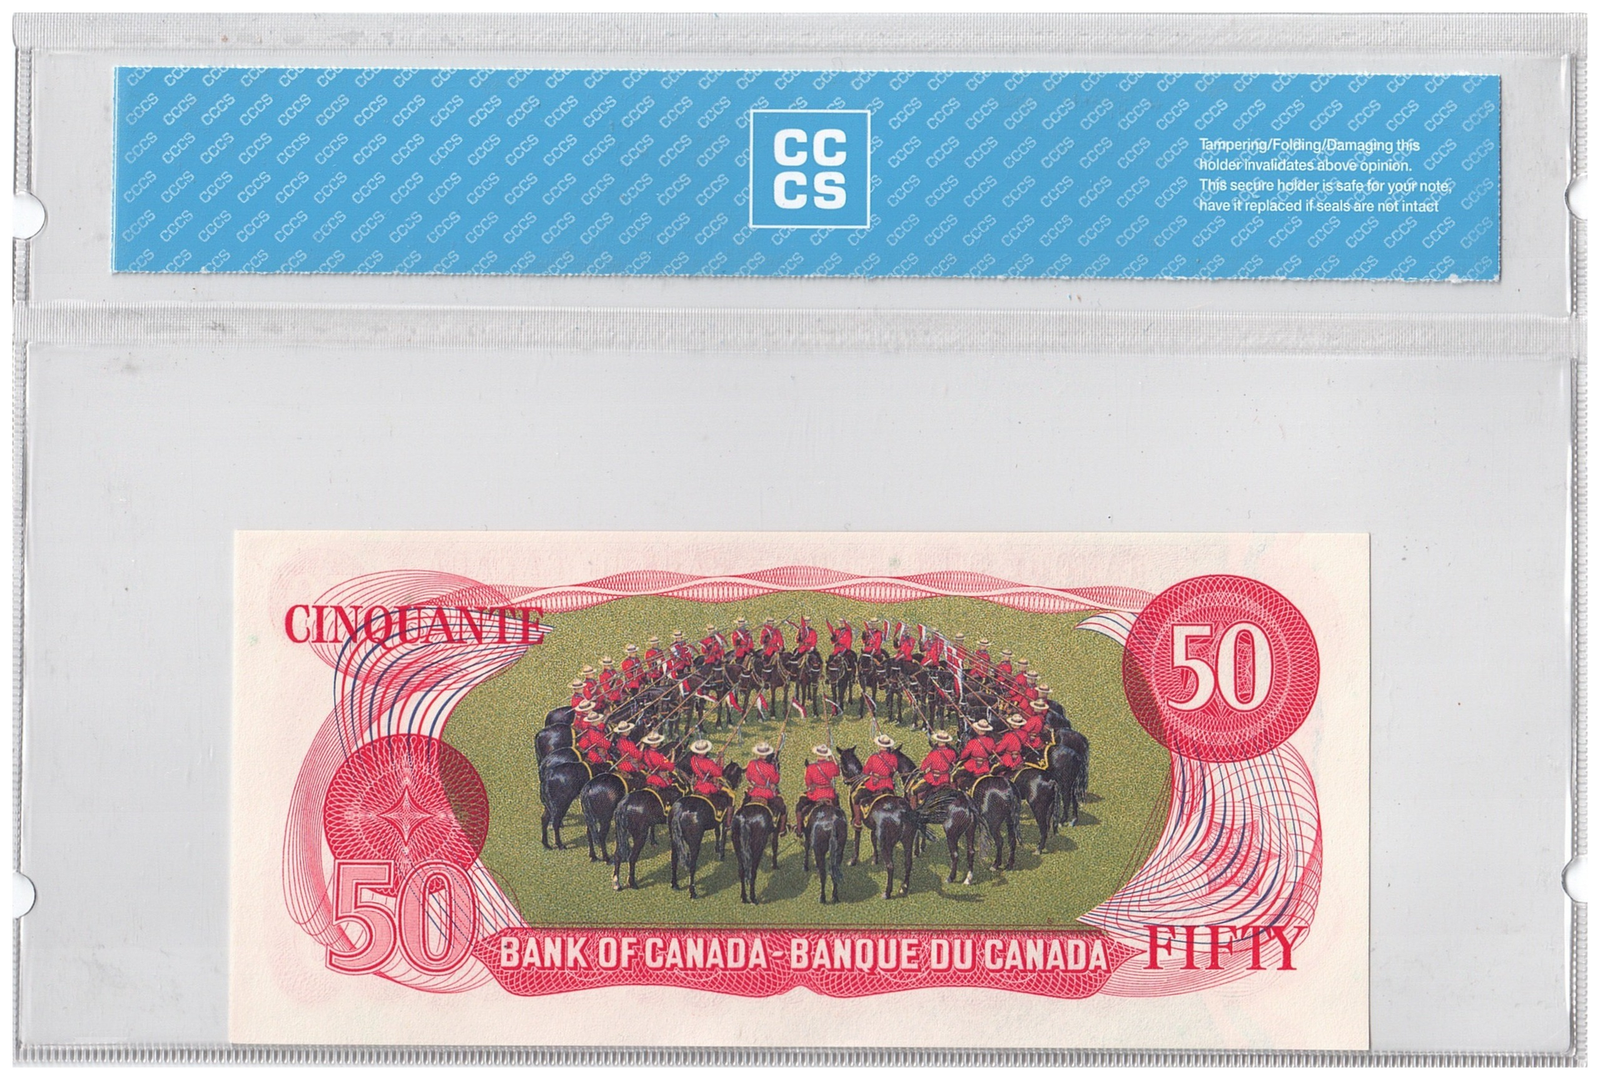 CC
CS
Tampering/Folding/Damaging this
holder invalidates above opinion.
This secure holder is safe for your note,
have it replaced if seals are not intact
CINQUANTE
50
50
BANK OF CANADA - BANQUE DU CANADA
FIFTY